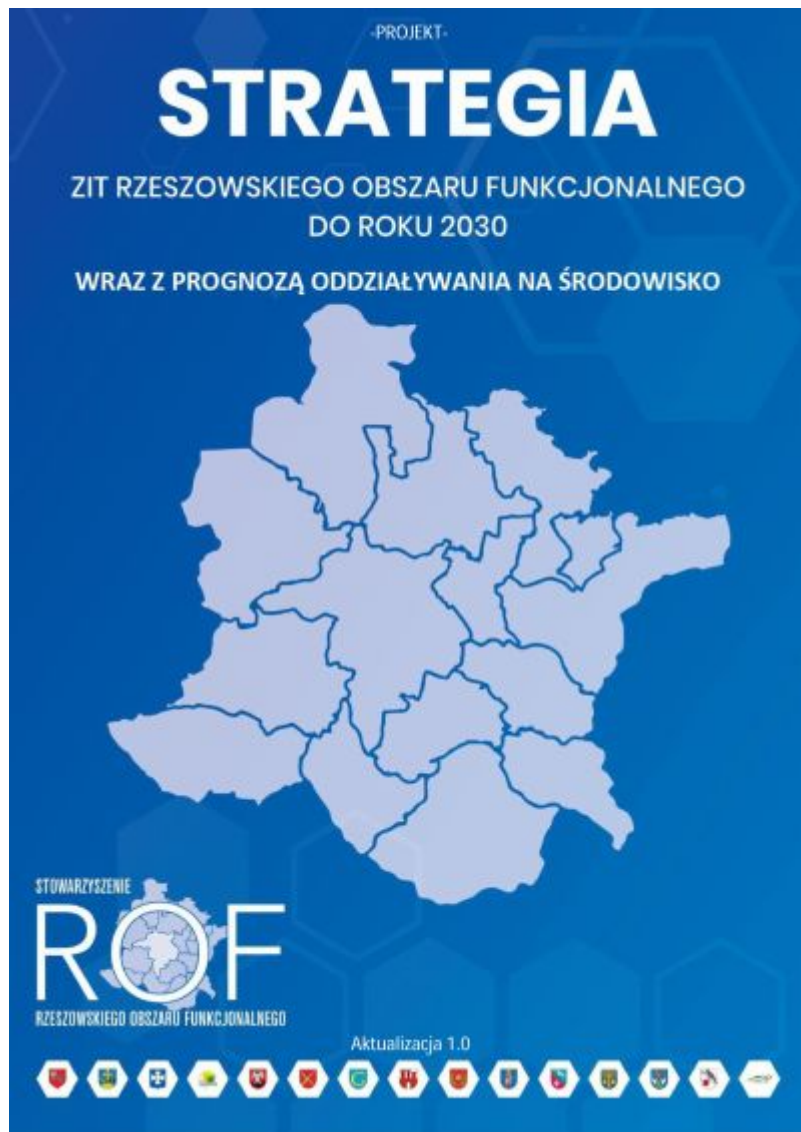 -PROJEKT-
STRATEGIA
ZIT RZESZOWSKIEGO OBSZARU FUNKCJONALNEGO
DO ROKU 2030
WRAZ Z PROGNOZĄ ODDZIAŁYWANIA NA ŚRODOWISKO
STOWARZYSZENIE
ROF
RZESZOWSKIEGO OBSZARU FUNKCJONALNEGO
Aktualizacja 1.0